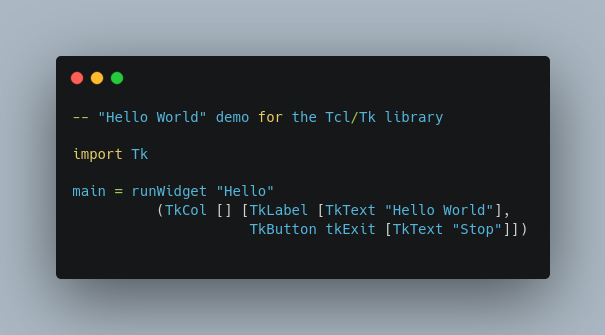 -- "Hello World" demo for the Tcl/Tk library
import Tk
main = runWidget "Hello"
(TkCol [] [TkLabel [TkText "Hello World"],
TkButton tkExit [TkText "Stop"]])